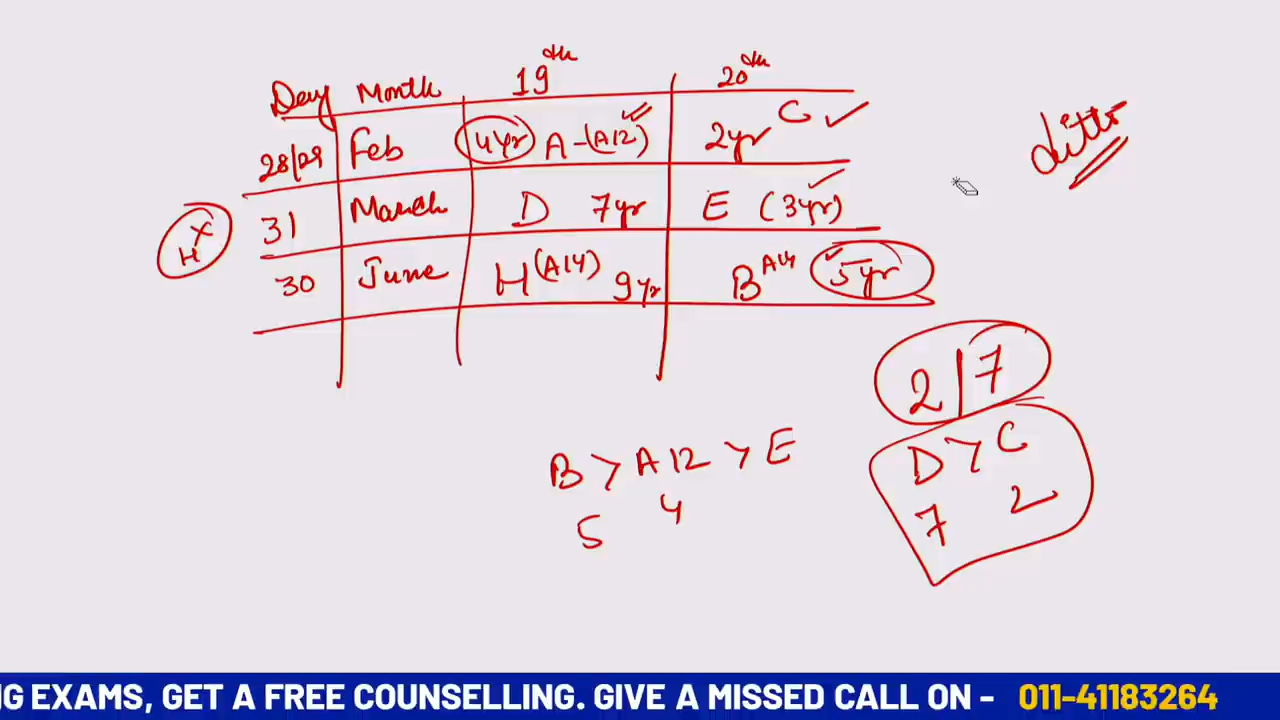 Day Month 19th 20th
28/29 Feb 4yr A-(A12) 2yr C
Ditto
H X 31 March D 7yr E (3yr)
30 June H(A14) 9yr B A14 5yr
2 | 7
B > A12 > E
D > C
5 4
7 2
NG EXAMS, GET A FREE COUNSELLING. GIVE A MISSED CALL ON - 011-41183264